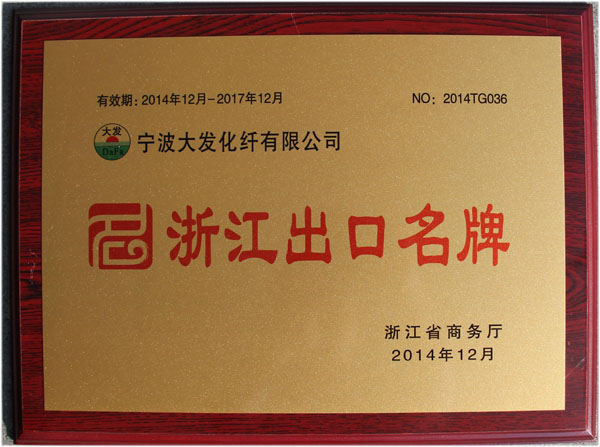 有效期：2014年12月-2017年12月 NO：2014TG036
大发
DaFa
宁波大发化纤有限公司
浙江出口名牌
浙江省商务厅
2014年12月